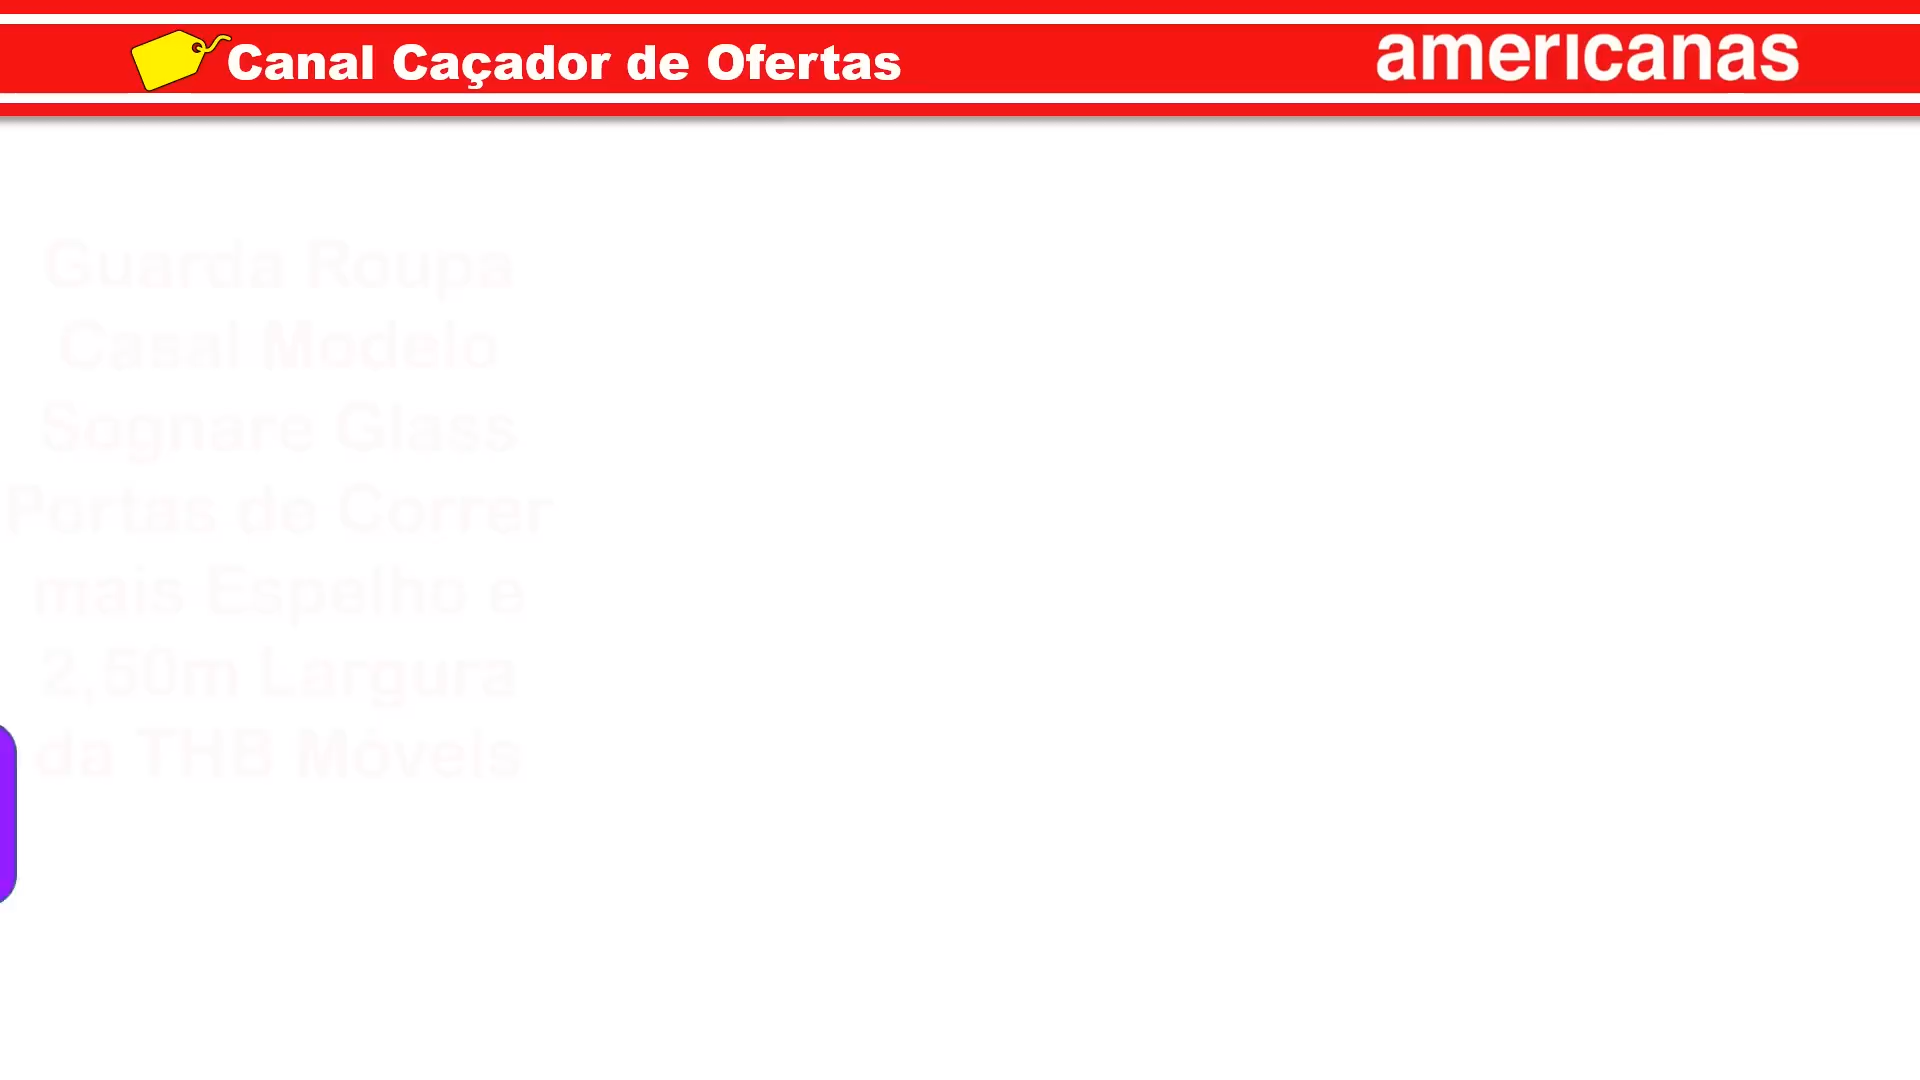 Canal Caçador de Ofertas
americanas
Guarda Roupa
Casal Modelo
Sognare Glass
Portas de Correr
mais Espelho e
2,50m Largura
da THB Móveis